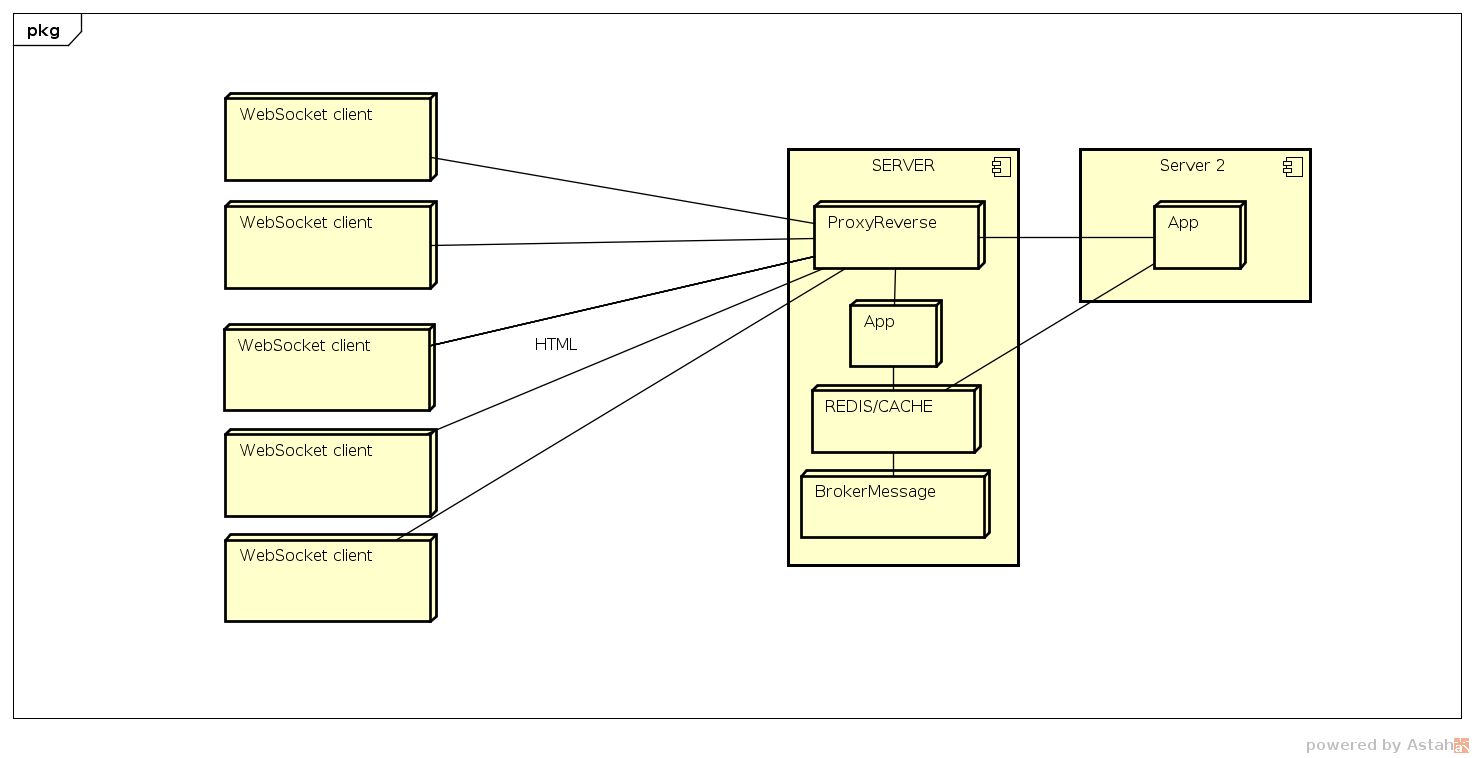 pkg
WebSocket client
WebSocket client
WebSocket client
WebSocket client
WebSocket client
HTML
SERVER
ProxyReverse
App
REDIS/CACHE
BrokerMessage
Server 2
App
powered by Astah